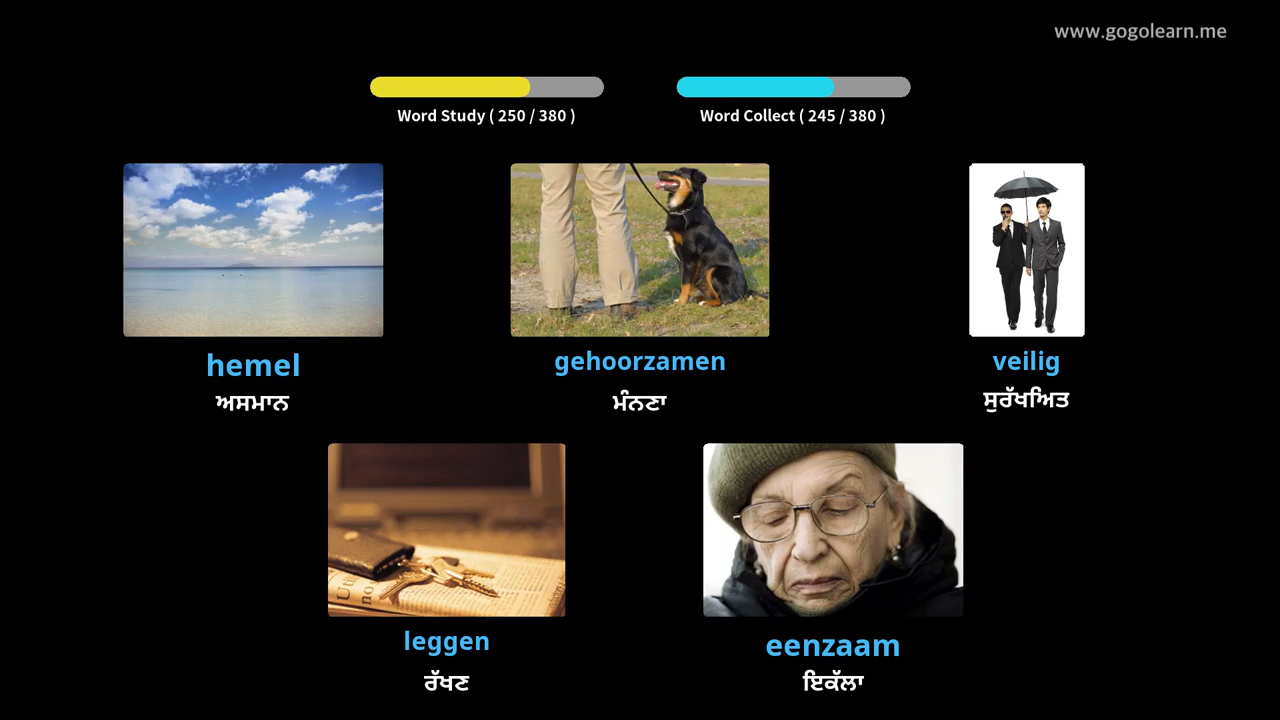 www.gogolearn.me
Word Study ( 250 / 380 )
Word Collect ( 245 / 380 )
hemel
gehoorzamen
veilig
ਅਸਮਾਨ
ਮੰਨਣਾ
ਸੁਰੱਖਅਿਤ
leggen
eenzaam
ਰੱਖਣ
ਇਕੱਲਾ